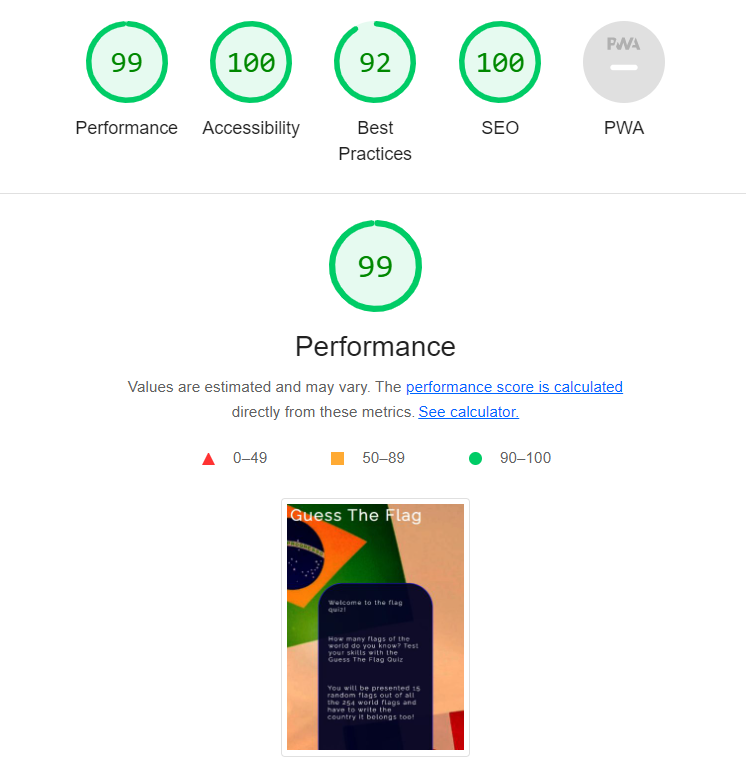 99
100
92
100
PWA
Performance
Accessibility
Best
Practices
SEO
PWA
99
Performance
Values are estimated and may vary. The performance score is calculated
directly from these metrics. See calculator.
0–49
50–89
90–100
Guess The Flag
Welcome to the flag
quiz!
How many flags of the
world do you know? Test
your skills with the
Guess The Flag Quiz
You will be presented 15
random flags out of all
the 254 world flags and
have to write the
country it belongs too!